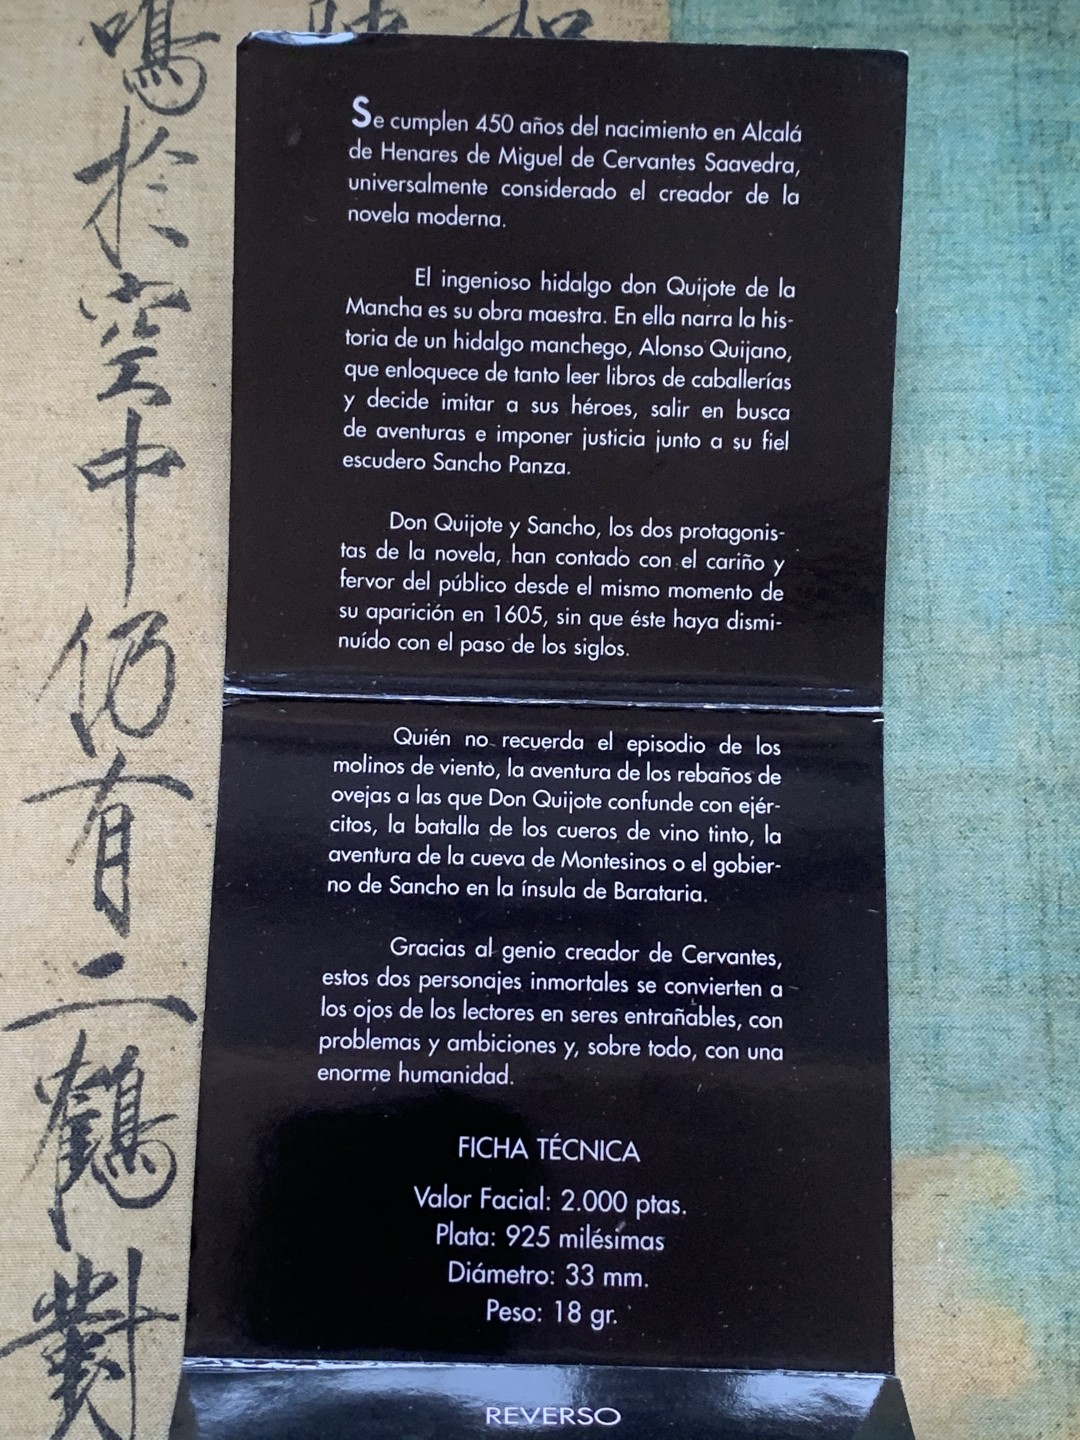 Se cumplen 450 años del nacimiento en Alcalá
de Henares de Miguel de Cervantes Saavedra,
universalmente considerado el creador de la
novela moderna.
El ingenioso hidalgo don Quijote de la
Mancha es su obra maestra. En ella narra la his-
toria de un hidalgo manchego, Alonso Quijano,
que enloquece de tanto leer libros de caballerías
y decide imitar a sus héroes, salir en busca
de aventuras e imponer justicia junto a su fiel
escudero Sancho Panza.
Don Quijote y Sancho, los dos protagonis-
tas de la novela, han contado con el cariño y
fervor del público desde el mismo momento de
su aparición en 1605, sin que éste haya dismi-
nuído con el paso de los siglos.
Quién no recuerda el episodio de los
molinos de viento, la aventura de los rebaños de
ovejas a las que Don Quijote confunde con ejér-
citos, la batalla de los cueros de vino tinto, la
aventura de la cueva de Montesinos o el gobier-
no de Sancho en la ínsula de Barataria.
Gracias al genio creador de Cervantes,
estos dos personajes inmortales se convierten a
los ojos de los lectores en seres entrañables, con
problemas y ambiciones y, sobre todo, con una
enorme humanidad.
FICHA TÉCNICA
Valor Facial: 2.000 ptas.
Plata: 925 milésimas
Diámetro: 33 mm.
Peso: 18 gr.
REVERSO
鳴於空中仍有二鶴對